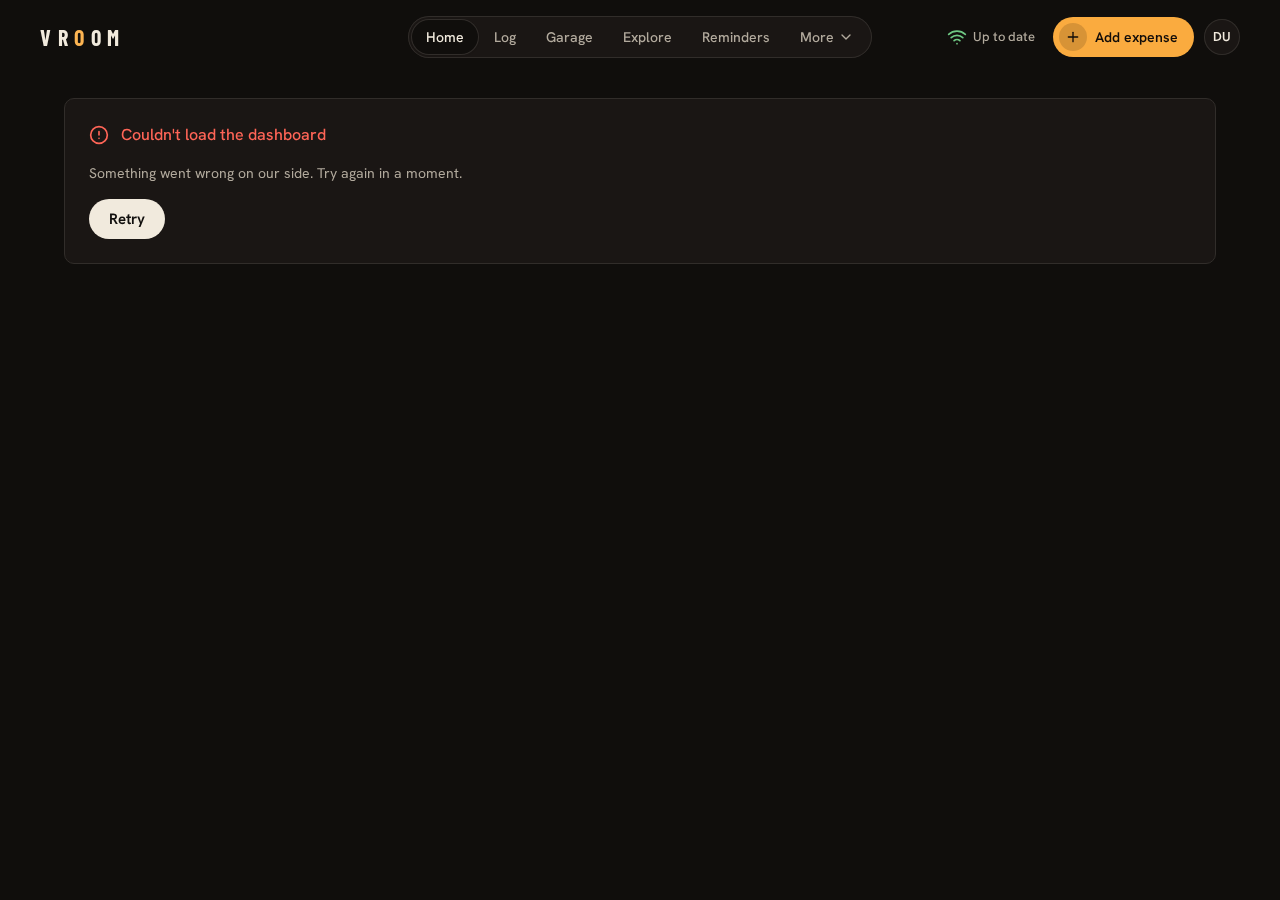 VROOM
Home
Log
Garage
Explore
Reminders
More
Up to date
Add expense
DU
Couldn't load the dashboard
Something went wrong on our side. Try again in a moment.
Retry